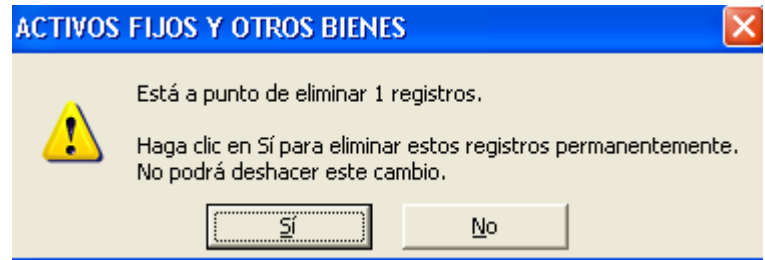 ACTIVOS FIJOS Y OTROS BIENES
Está a punto de eliminar 1 registros.
Haga clic en Sí para eliminar estos registros permanentemente.
No podrá deshacer este cambio.
Sí
No